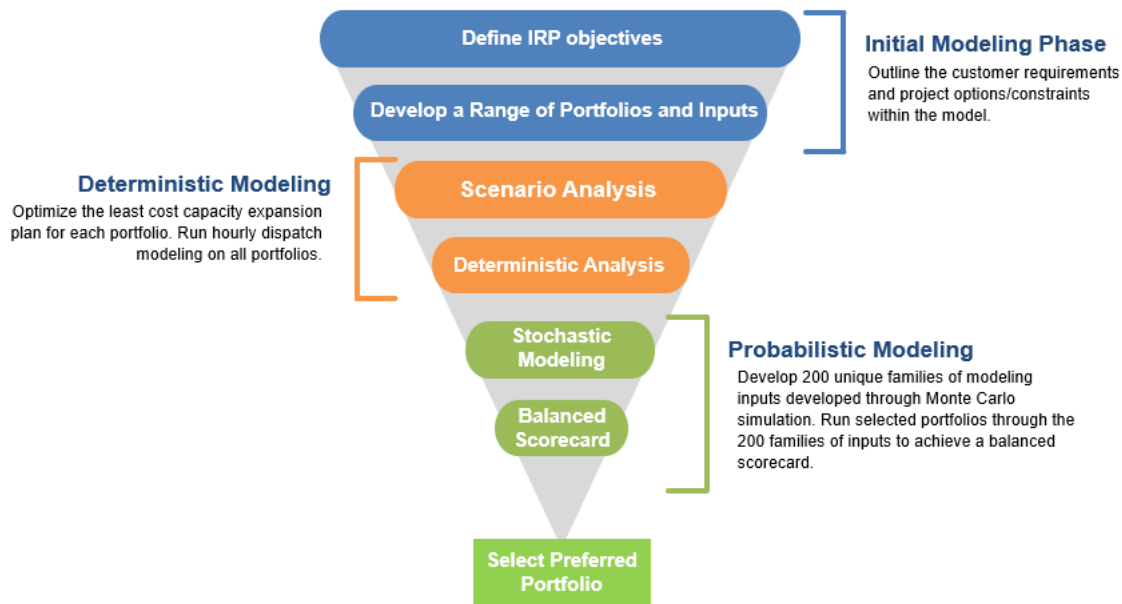 Define IRP objectives
Develop a Range of Portfolios and Inputs
Initial Modeling Phase
Outline the customer requirements
and project options/constraints
within the model.
Deterministic Modeling
Optimize the least cost capacity expansion
plan for each portfolio. Run hourly dispatch
modeling on all portfolios.
Scenario Analysis
Deterministic Analysis
Stochastic
Modeling
Balanced
Scorecard
Probabilistic Modeling
Develop 200 unique families of modeling
inputs developed through Monte Carlo
simulation. Run selected portfolios through the
200 families of inputs to achieve a balanced
scorecard.
Select Preferred
Portfolio